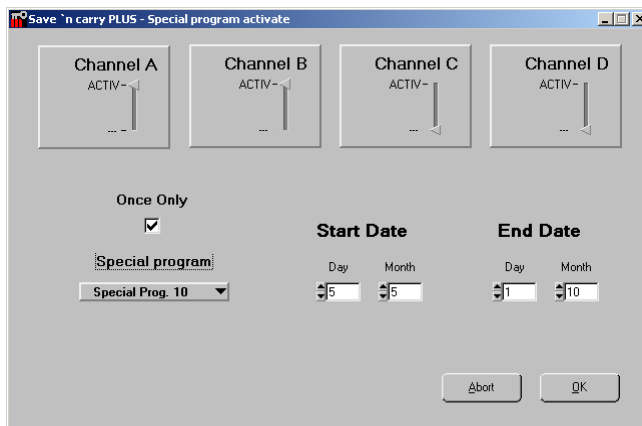 Save `n carry PLUS - Special program activate
Channel A
ACTIV-
--- -
Channel B
ACTIV-
---
Channel C
ACTIV-
---
Channel D
ACTIV-
---
Once Only
Special program
Special Prog. 10
Start Date
Day Month
5 5
End Date
Day Month
1 10
Abort OK